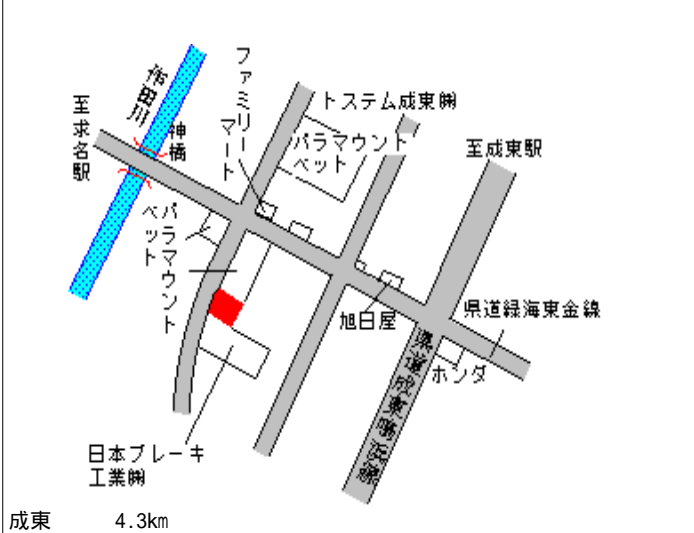 作田川
ファミリー
マート
トステム成東㈱
至求名駅
神橋
パラマウント
ベット
至成東駅
パラマウント
ベット
旭日屋
県道緑海東金線
ホンダ
県道成東鳴浜線
日本ブレーキ
工業㈱
成東 4.3km